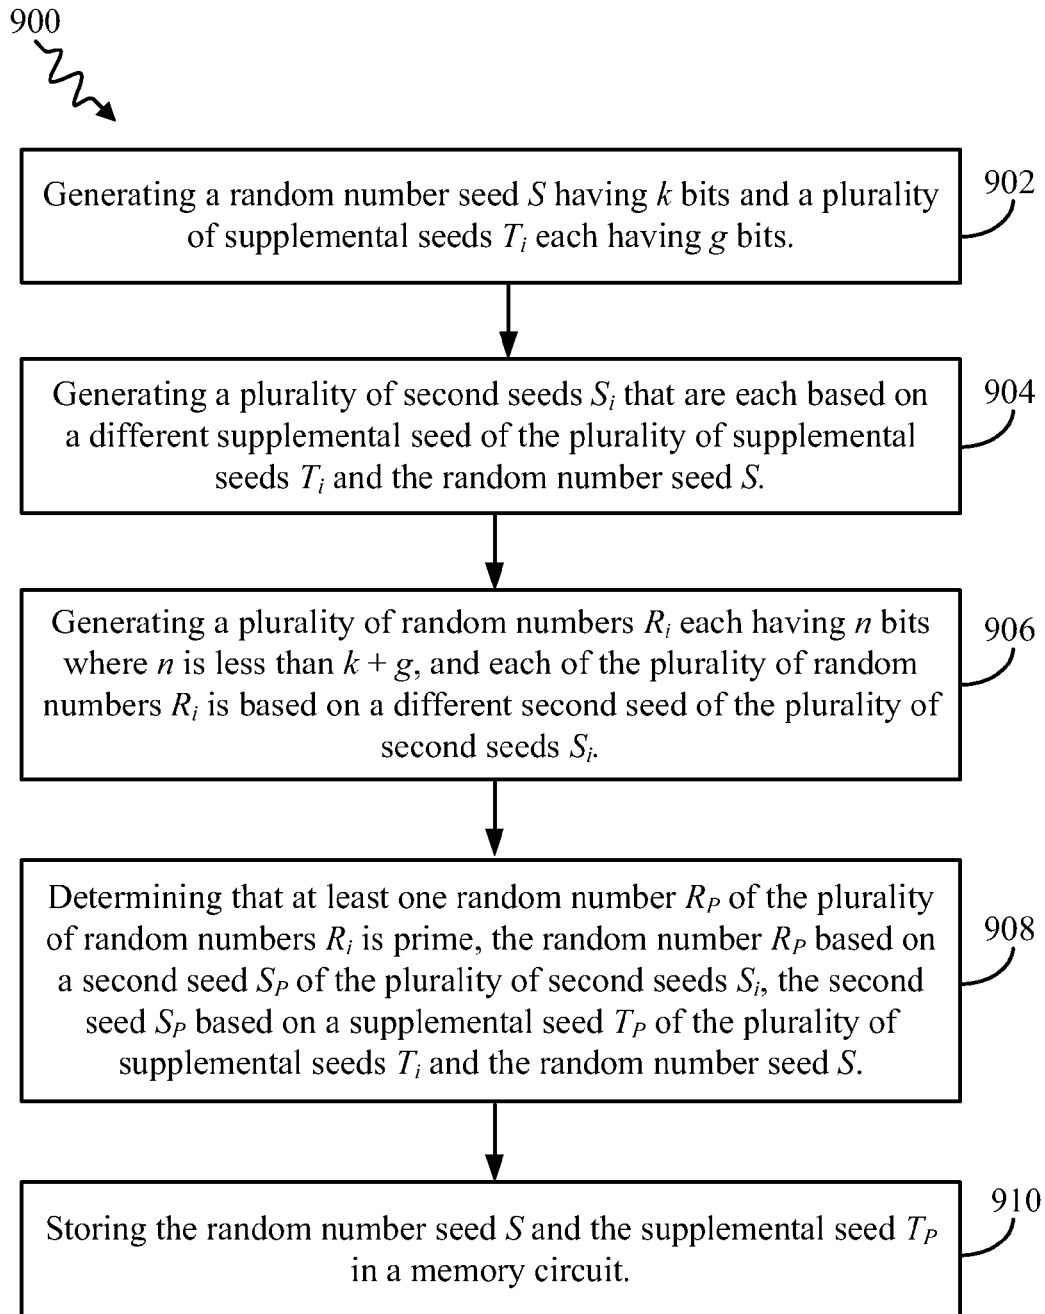 900
Generating a random number seed S having k bits and a plurality
of supplemental seeds Ti each having g bits.
902
Generating a plurality of second seeds Si that are each based on
a different supplemental seed of the plurality of supplemental
seeds Ti and the random number seed S.
904
Generating a plurality of random numbers Ri each having n bits
where n is less than k + g, and each of the plurality of random
numbers Ri is based on a different second seed of the plurality of
second seeds Si.
906
Determining that at least one random number RP of the plurality
of random numbers Ri is prime, the random number RP based on
a second seed SP of the plurality of second seeds Si, the second
seed SP based on a supplemental seed TP of the plurality of
supplemental seeds Ti and the random number seed S.
908
Storing the random number seed S and the supplemental seed TP
in a memory circuit.
910